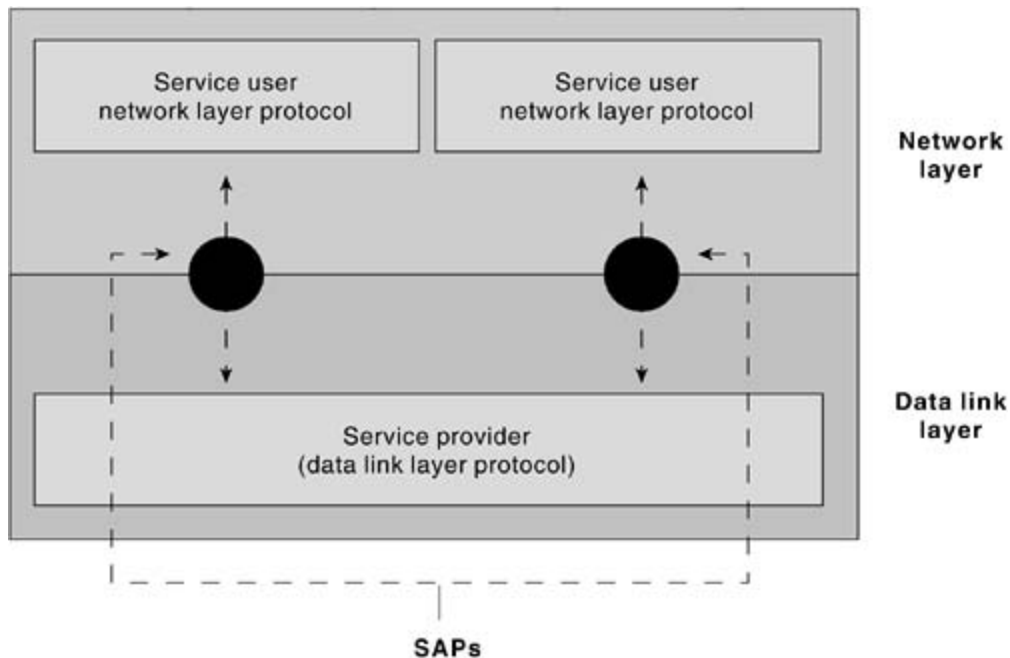 Service user
network layer protocol
Service user
network layer protocol
Network
layer
Service provider
(data link layer protocol)
Data link
layer
SAPs